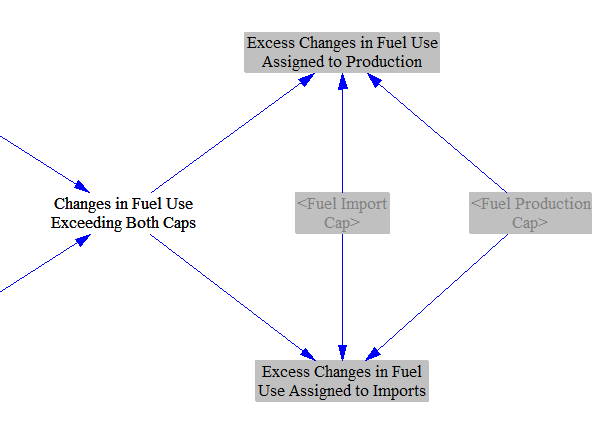 Excess Changes in Fuel Use
Assigned to Production
Changes in Fuel Use
Exceeding Both Caps
<Fuel Import
Cap>
<Fuel Production
Cap>
Excess Changes in Fuel
Use Assigned to Imports